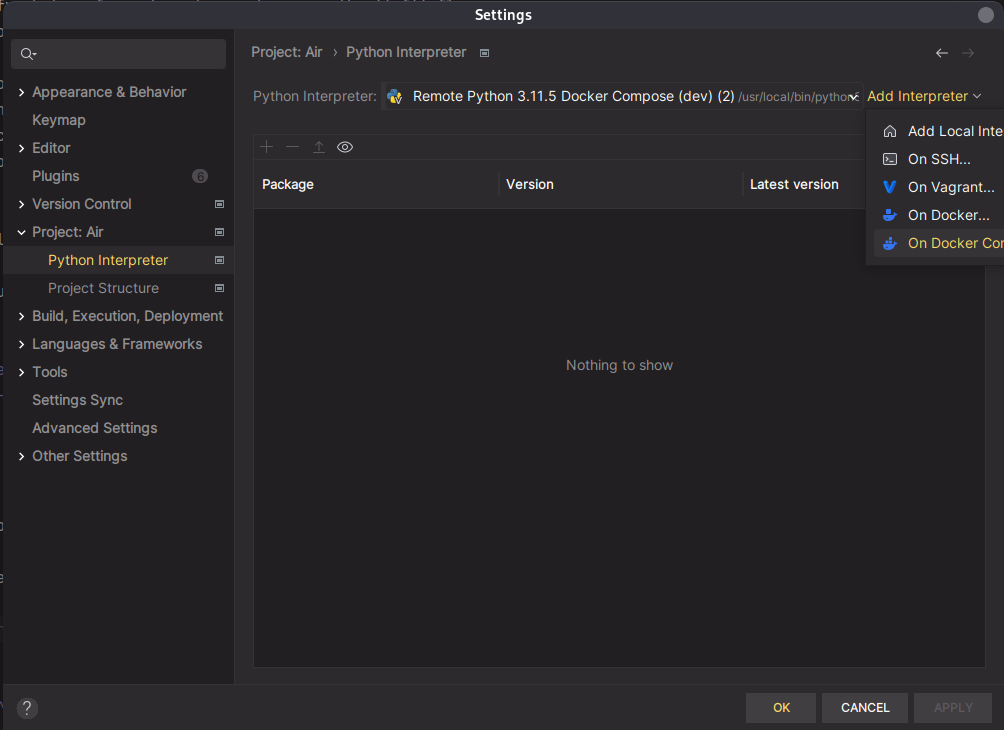 Settings
Project: Air › Python Interpreter
Python Interpreter: Remote Python 3.11.5 Docker Compose (dev) (2) /usr/local/bin/python Add Interpreter
Add Local Inte
On SSH...
On Vagrant...
On Docker...
On Docker Cor
Appearance & Behavior
Keymap
Editor
Plugins 6
Version Control
Project: Air
Python Interpreter
Project Structure
Build, Execution, Deployment
Languages & Frameworks
Tools
Settings Sync
Advanced Settings
Other Settings
Package Version Latest version
Nothing to show
? OK CANCEL APPLY